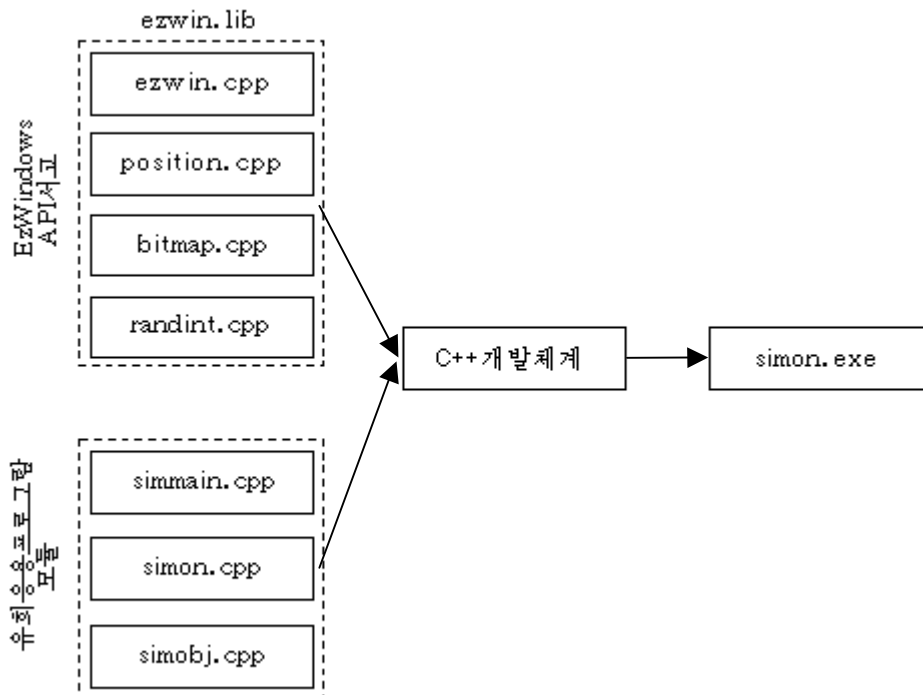 ezwin.lib
EzWindows
API서고
ezwin.cpp
position.cpp
bitmap.cpp
randint.cpp
C++개발체계
simon.exe
유희응용프로그람
모듈
simmain.cpp
simon.cpp
simobj.cpp